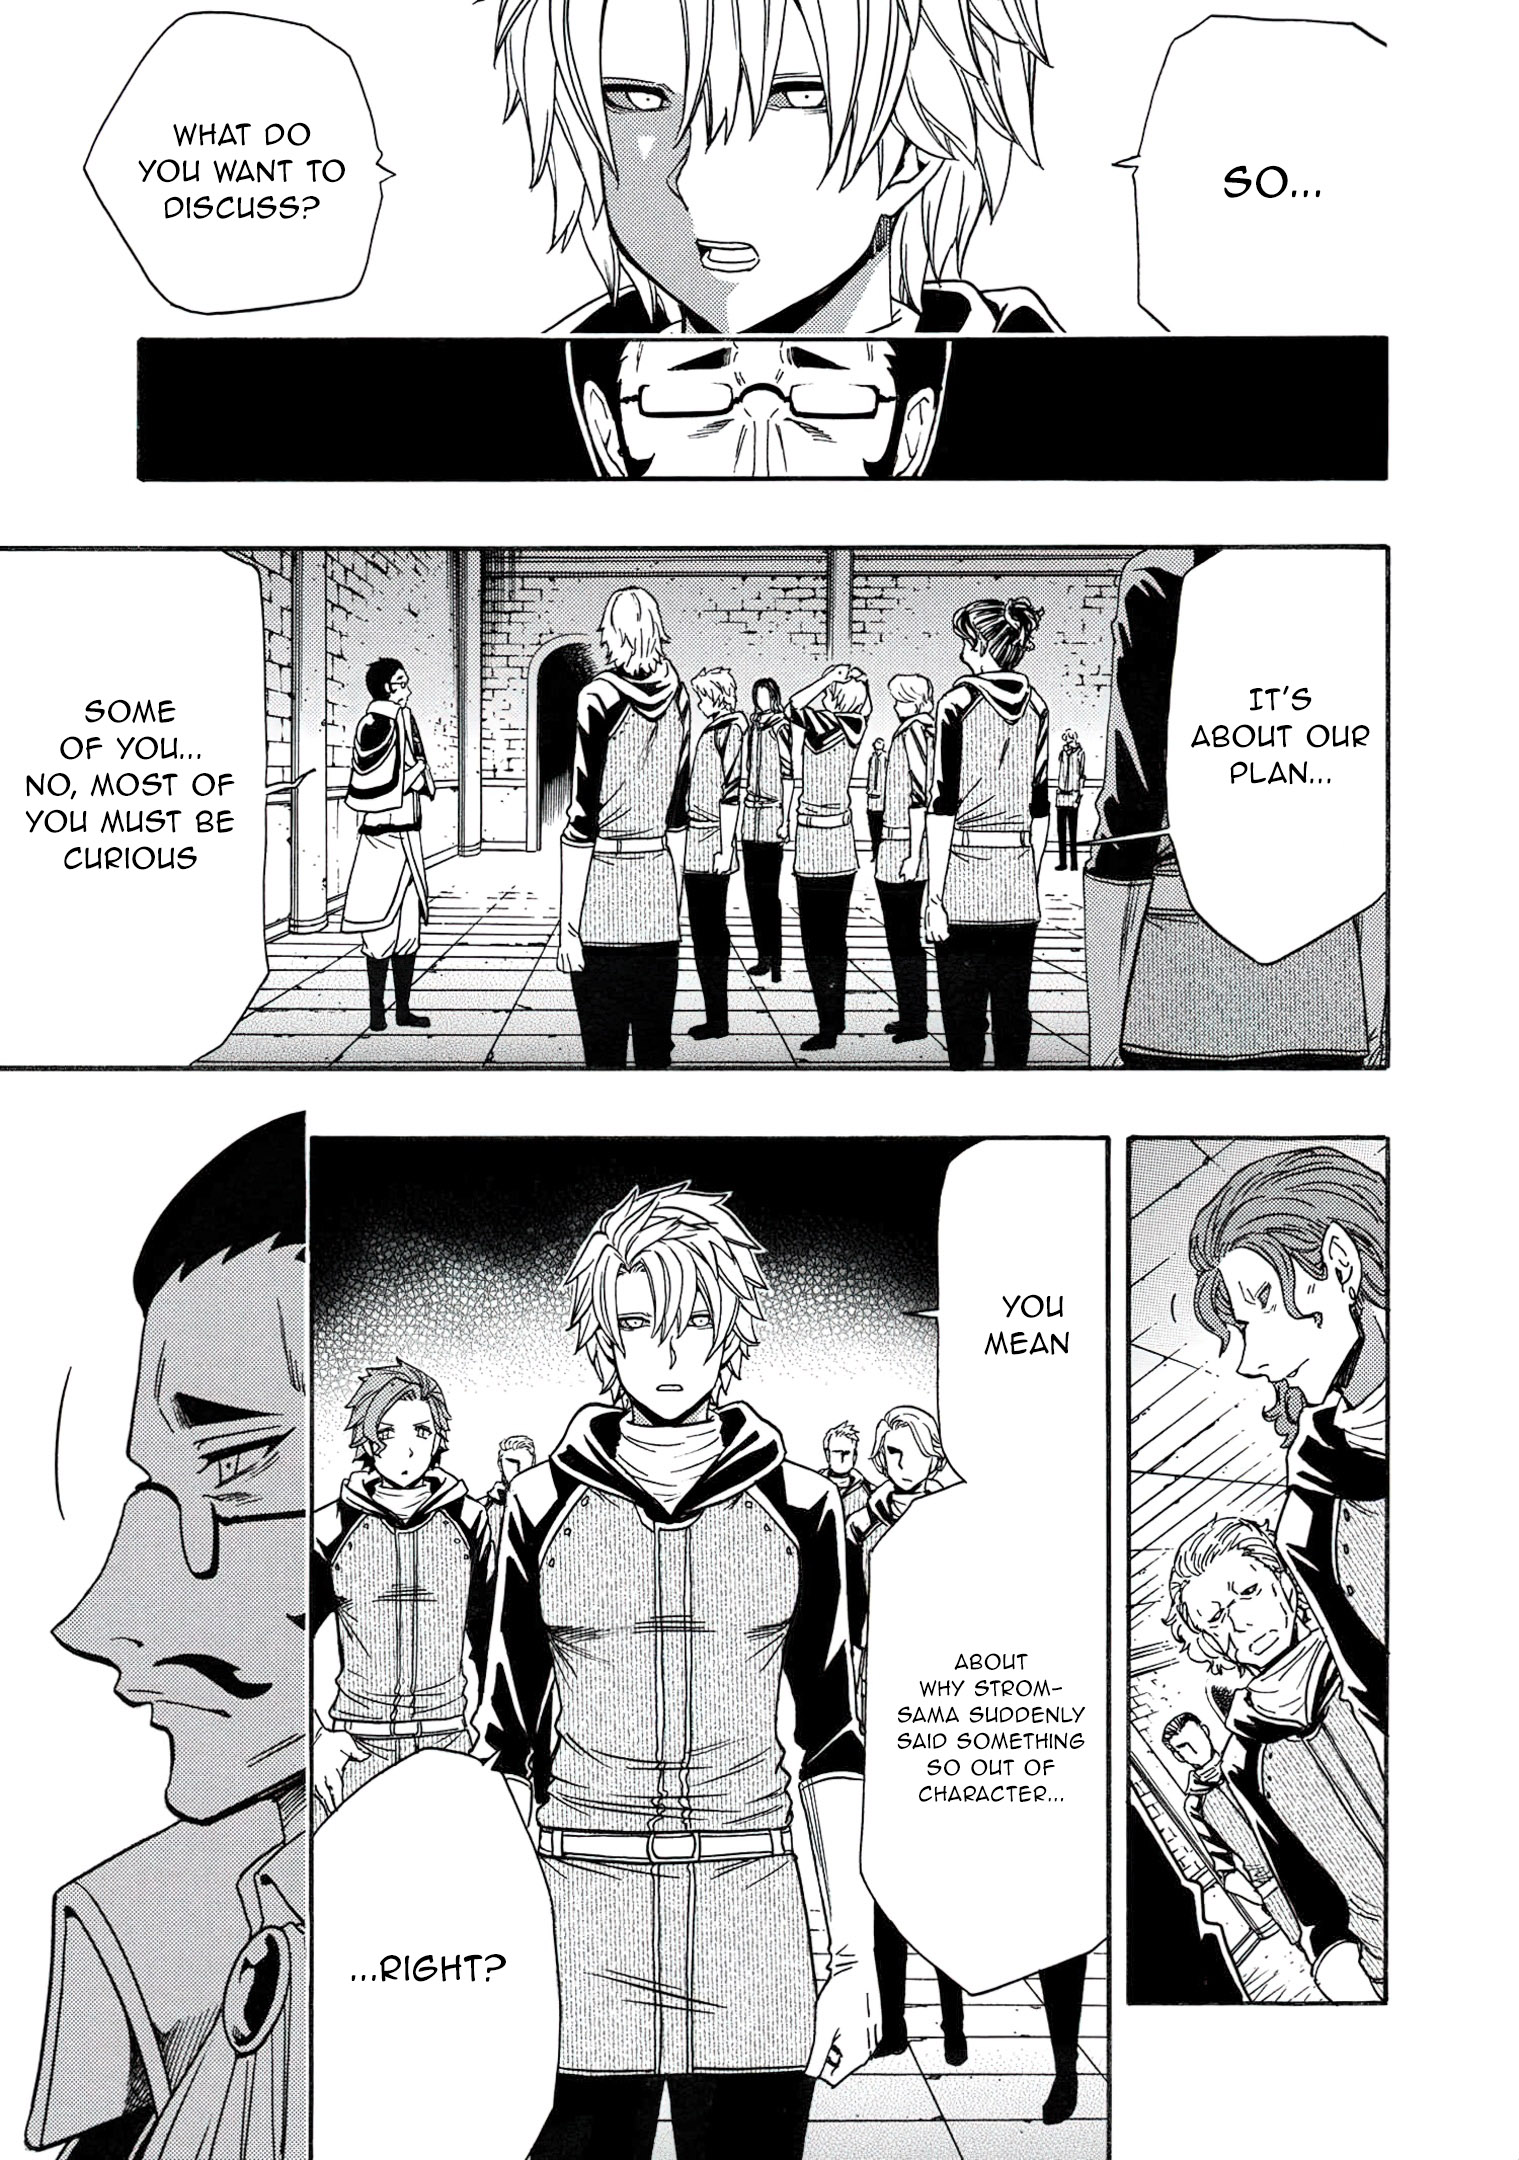 SO...
WHAT DO
YOU WANT TO
DISCUSS?
IT'S
ABOUT OUR
PLAN...
SOME
OF YOU...
NO, MOST OF
YOU MUST BE
CURIOUS
YOU
MEAN
ABOUT
WHY STROM-
SAMA SUDDENLY
SAID SOMETHING
SO OUT OF
CHARACTER...
...RIGHT?